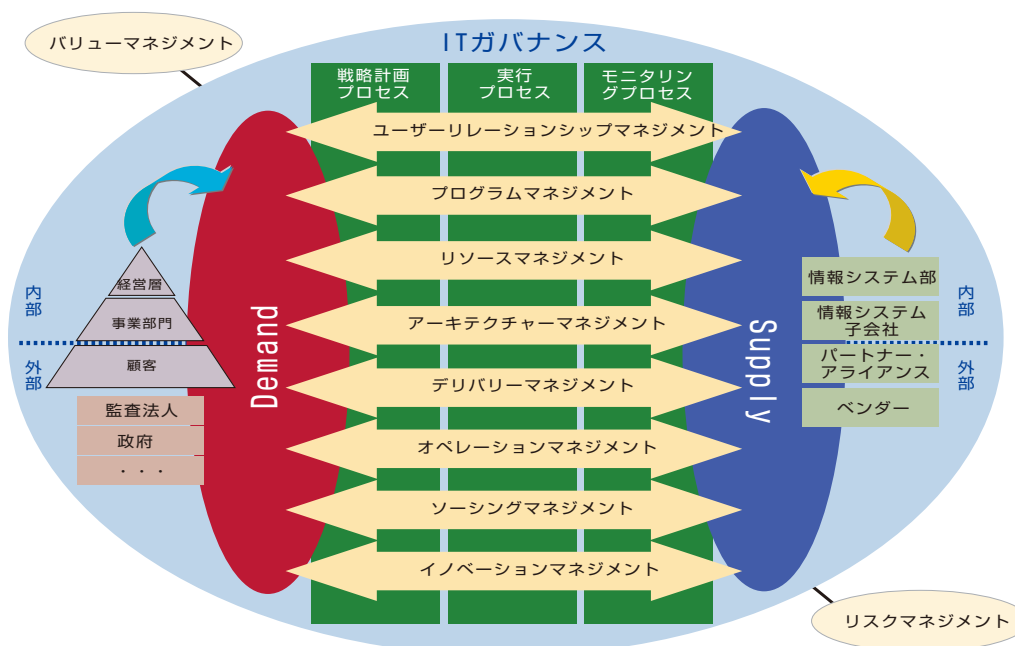 バリューマネジメント
ITガバナンス
戦略計画
プロセス
実行
プロセス
モニタリン
グプロセス
ユーザーリレーションシップマネジメント
プログラムマネジメント
リソースマネジメント
アーキテクチャーマネジメント
デリバリーマネジメント
オペレーションマネジメント
ソーシングマネジメント
イノベーションマネジメント
Demand
Supply
内部
外部
経営層
事業部門
顧客
監査法人
政府
・・・
情報システム部
情報システム
子会社
パートナー・
アライアンス
ベンダー
内部
外部
リスクマネジメント